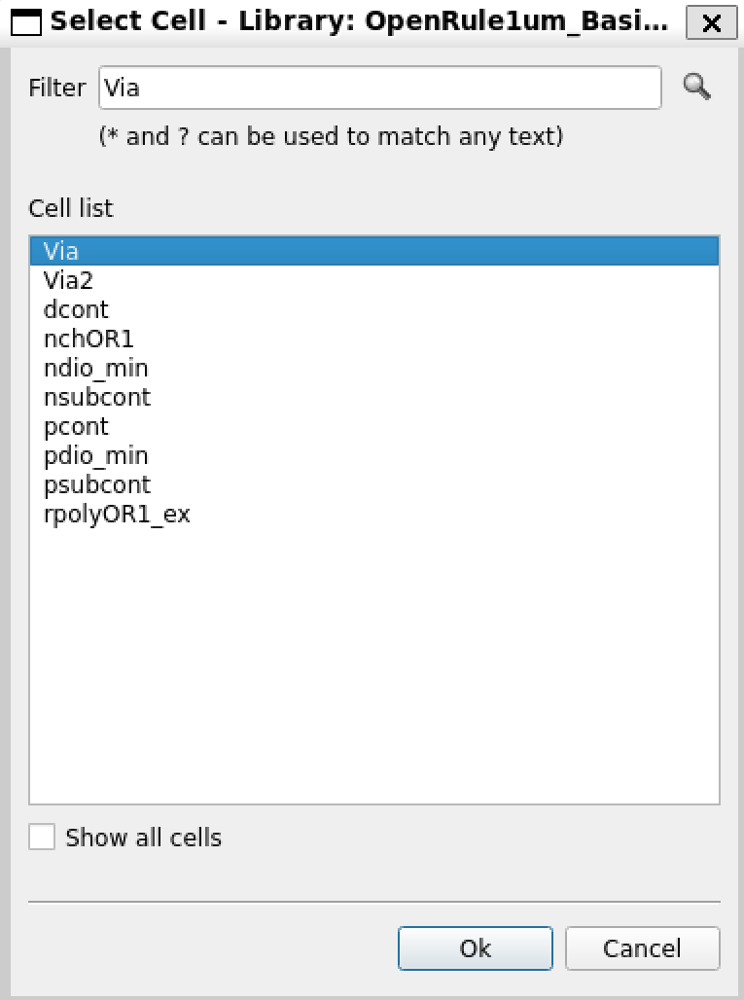 Select Cell - Library: OpenRule1um_Basi...
Filter Via
(* and ? can be used to match any text)
Cell list
Via
Via2
dcont
nchOR1
ndio_min
nsubcont
pcont
pdio_min
psubcont
rpolyOR1_ex
Show all cells
Ok Cancel